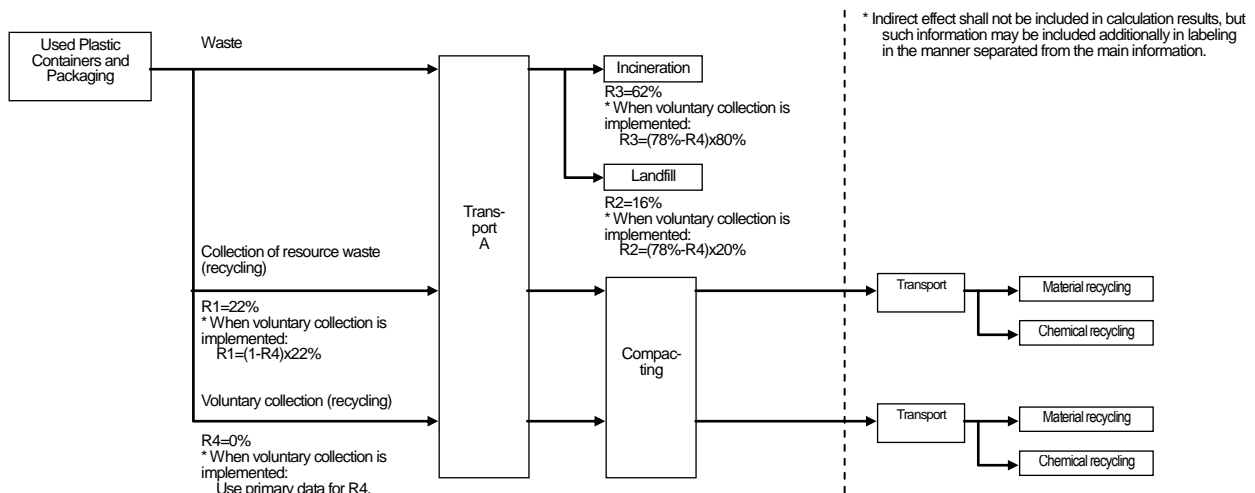 Used Plastic
Containers and
Packaging
Waste
Incineration
R3=62%
* When voluntary collection is
implemented:
R3=(78%-R4)x80%
Landfill
R2=16%
* When voluntary collection is
implemented:
R2=(78%-R4)x20%
Trans-
port
A
Collection of resource waste
(recycling)
R1=22%
* When voluntary collection is
implemented:
R1=(1-R4)x22%
Voluntary collection (recycling)
R4=0%
* When voluntary collection is
implemented:
Use primary data for R4.
Compac-
ting
* Indirect effect shall not be included in calculation results, but
such information may be included additionally in labeling
in the manner separated from the main information.
Transport
Material recycling
Chemical recycling
Transport
Material recycling
Chemical recycling